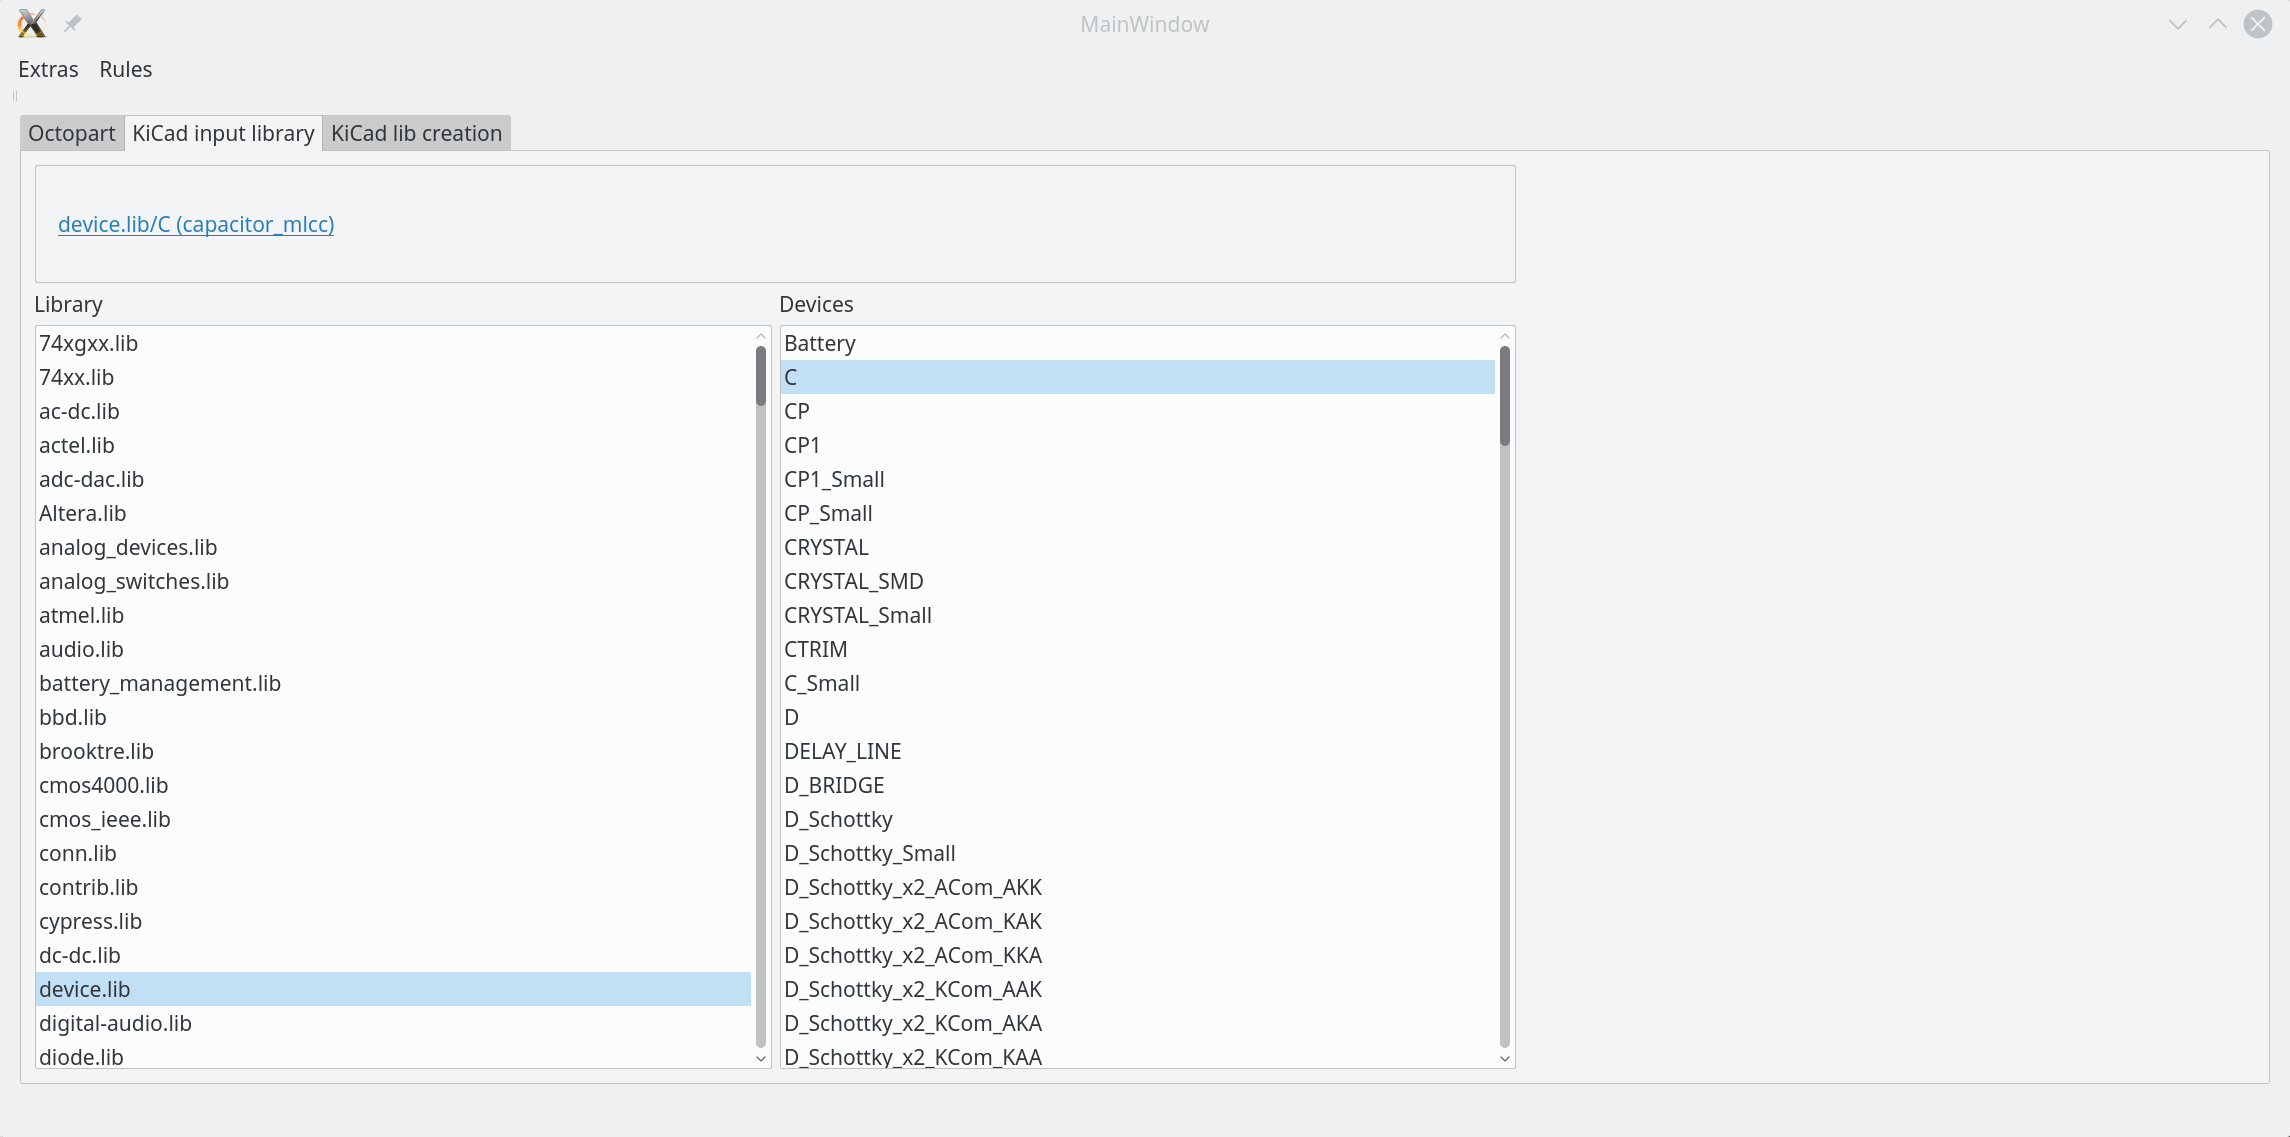 MainWindow
Extras Rules
Octopart KiCad input library KiCad lib creation
device.lib/C (capacitor_mlcc)
Library
74xgxx.lib
74xx.lib
ac-dc.lib
actel.lib
adc-dac.lib
Altera.lib
analog_devices.lib
analog_switches.lib
atmel.lib
audio.lib
battery_management.lib
bbd.lib
brooktre.lib
cmos4000.lib
cmos_ieee.lib
conn.lib
contrib.lib
cypress.lib
dc-dc.lib
device.lib
digital-audio.lib
diode.lib
Devices
Battery
C
CP
CP1
CP1_Small
CP_Small
CRYSTAL
CRYSTAL_SMD
CRYSTAL_Small
CTRIM
C_Small
D
DELAY_LINE
D_BRIDGE
D_Schottky
D_Schottky_Small
D_Schottky_x2_ACom_AKK
D_Schottky_x2_ACom_KAK
D_Schottky_x2_ACom_KKA
D_Schottky_x2_KCom_AAK
D_Schottky_x2_KCom_AKA
D_Schottky_x2_KCom_KAA